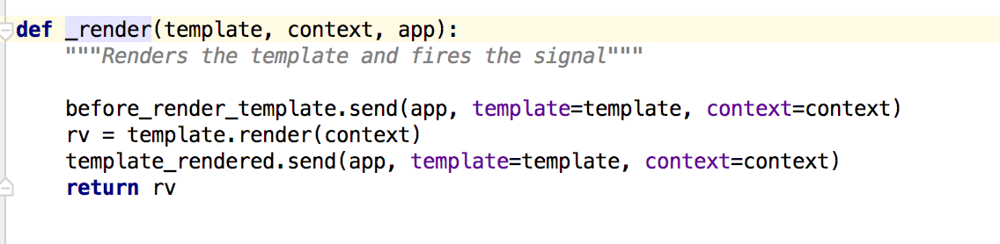 def _render(template, context, app):
    """Renders the template and fires the signal"""

    before_render_template.send(app, template=template, context=context)
    rv = template.render(context)
    template_rendered.send(app, template=template, context=context)
    return rv